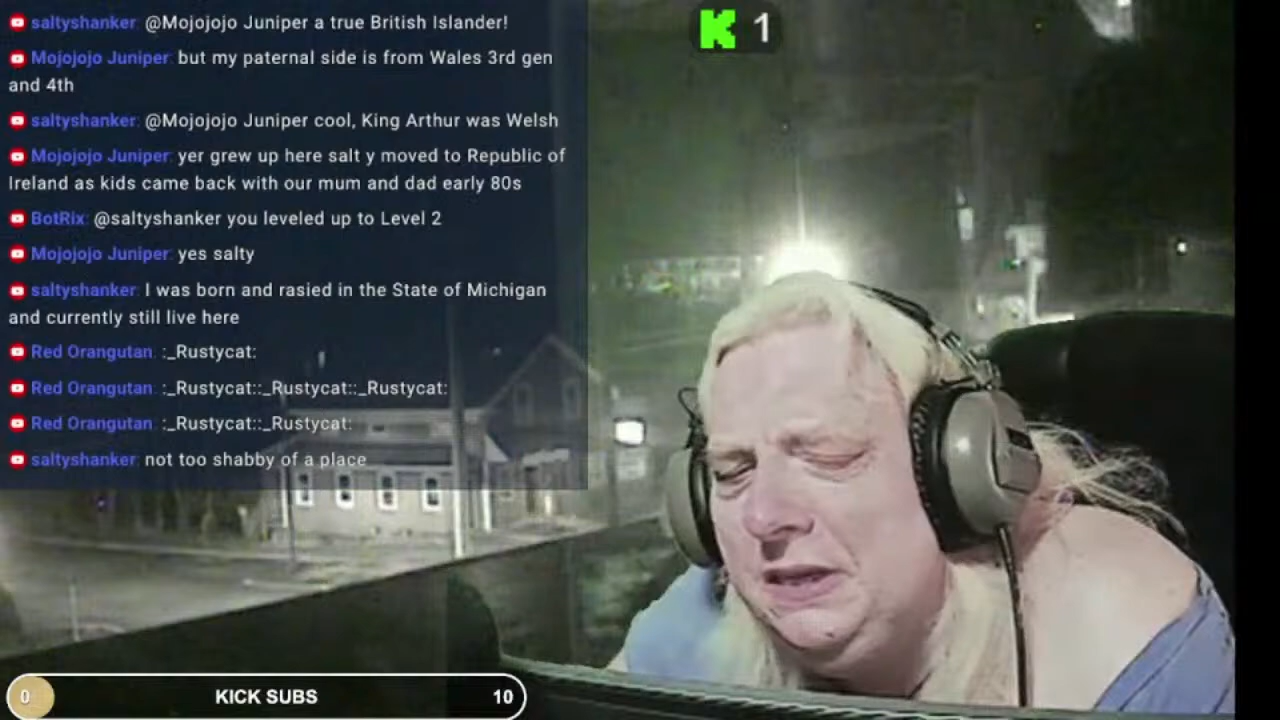 saltyshanker: @Mojojojo Juniper a true British Islander!
Mojojojo Juniper: but my paternal side is from Wales 3rd gen
and 4th
saltyshanker: @Mojojojo Juniper cool, King Arthur was Welsh
Mojojojo Juniper: yer grew up here salt y moved to Republic of
Ireland as kids came back with our mum and dad early 80s
BotRix: @saltyshanker you leveled up to Level 2
Mojojojo Juniper: yes salty
saltyshanker: I was born and rasied in the State of Michigan
and currently still live here
Red Orangutan: :_Rustycat:
Red Orangutan: :_Rustycat::_Rustycat::_Rustycat:
Red Orangutan: :_Rustycat::_Rustycat:
saltyshanker: not too shabby of a place
K 1
0 KICK SUBS 10